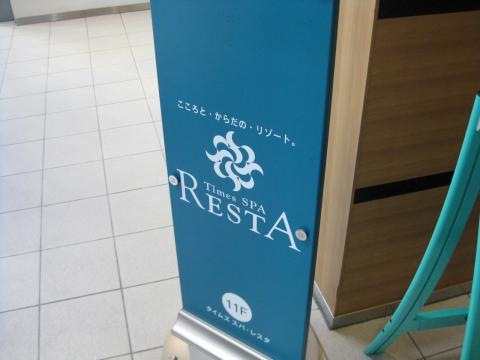 こころと・からだの・リゾート。
Times SPA
RESTA
11F
タイムズ スパ・レスタ